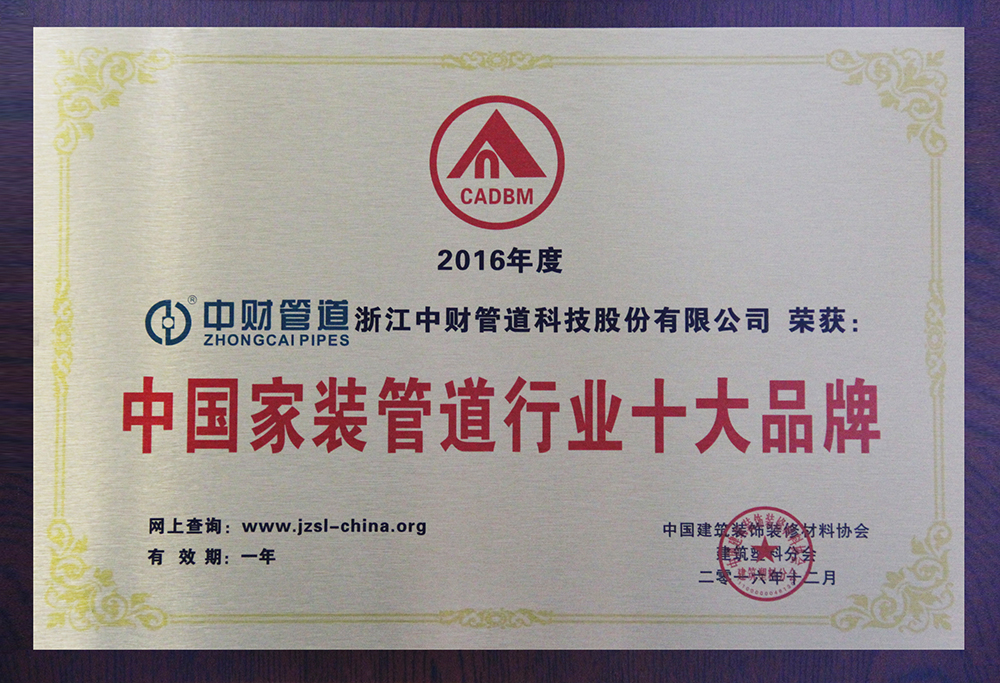 CADBM
2016年度
中财管道® 浙江中财管道科技股份有限公司 荣获：
ZHONGCAI PIPES
中国家装管道行业十大品牌
网上查询：www.jzsl-china.org
有 效 期：一年
中国建筑装饰装修材料协会
建筑塑料分会
二零一六年十二月